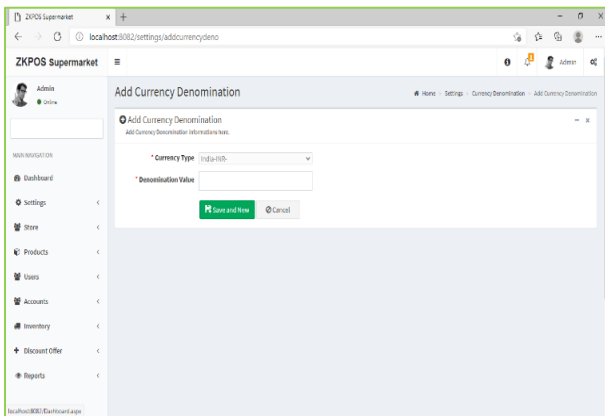 ZKPOS Supermarket
localhost:8082/settings/addcurrencydeno
ZKPOS Supermarket
Admin
Admin
Online
Add Currency Denomination
Home > Settings > Currency Denomination > Add Currency Denomination
Add Currency Denomination
Add Currency Denomination Informations here.
MAIN NAVIGATION
* Currency Type India-INR-
* Denomination Value
Save and New Cancel
Dashboard
Settings
Store
Products
Users
Accounts
Inventory
Discount Offer
Reports
localhost:8082/Dashboard.aspx